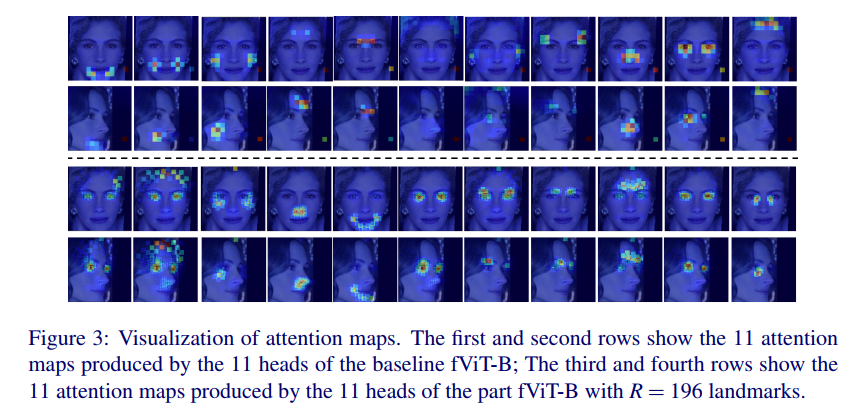 Figure 3: Visualization of attention maps. The first and second rows show the 11 attention
maps produced by the 11 heads of the baseline fViT-B; The third and fourth rows show the
11 attention maps produced by the 11 heads of the part fViT-B with R = 196 landmarks.